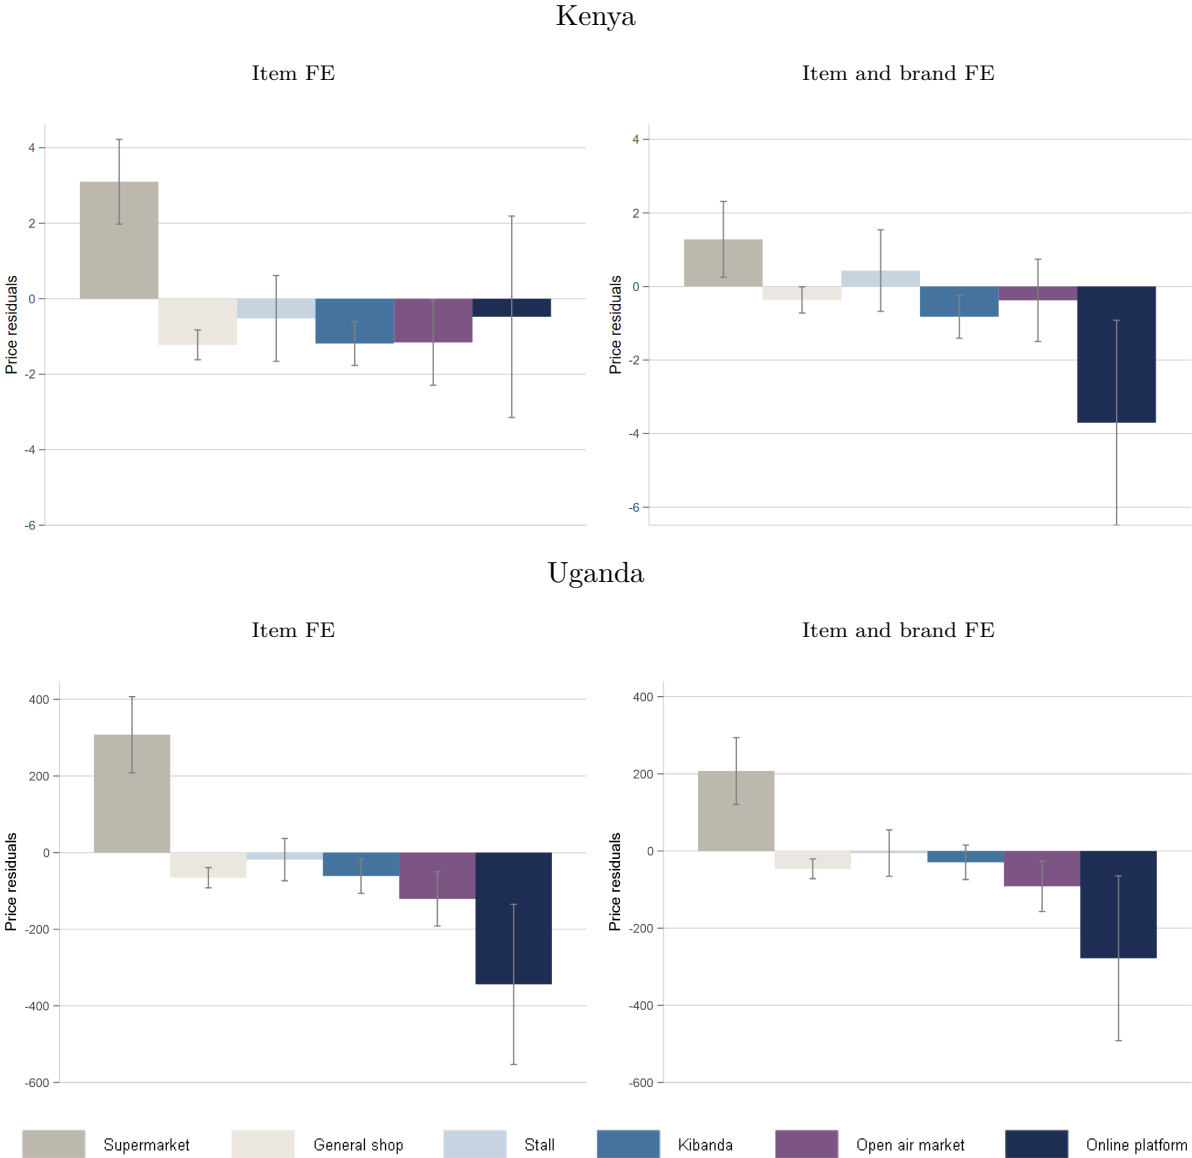 Kenya
Item FE
Item and brand FE
Price residuals
4
2
0
-2
-4
-6
Price residuals
4
2
0
-2
-4
-6
Uganda
Item FE
Item and brand FE
Price residuals
400
200
0
-200
-400
-600
Price residuals
400
200
0
-200
-400
-600
Supermarket General shop Stall Kibanda Open air market Online platform